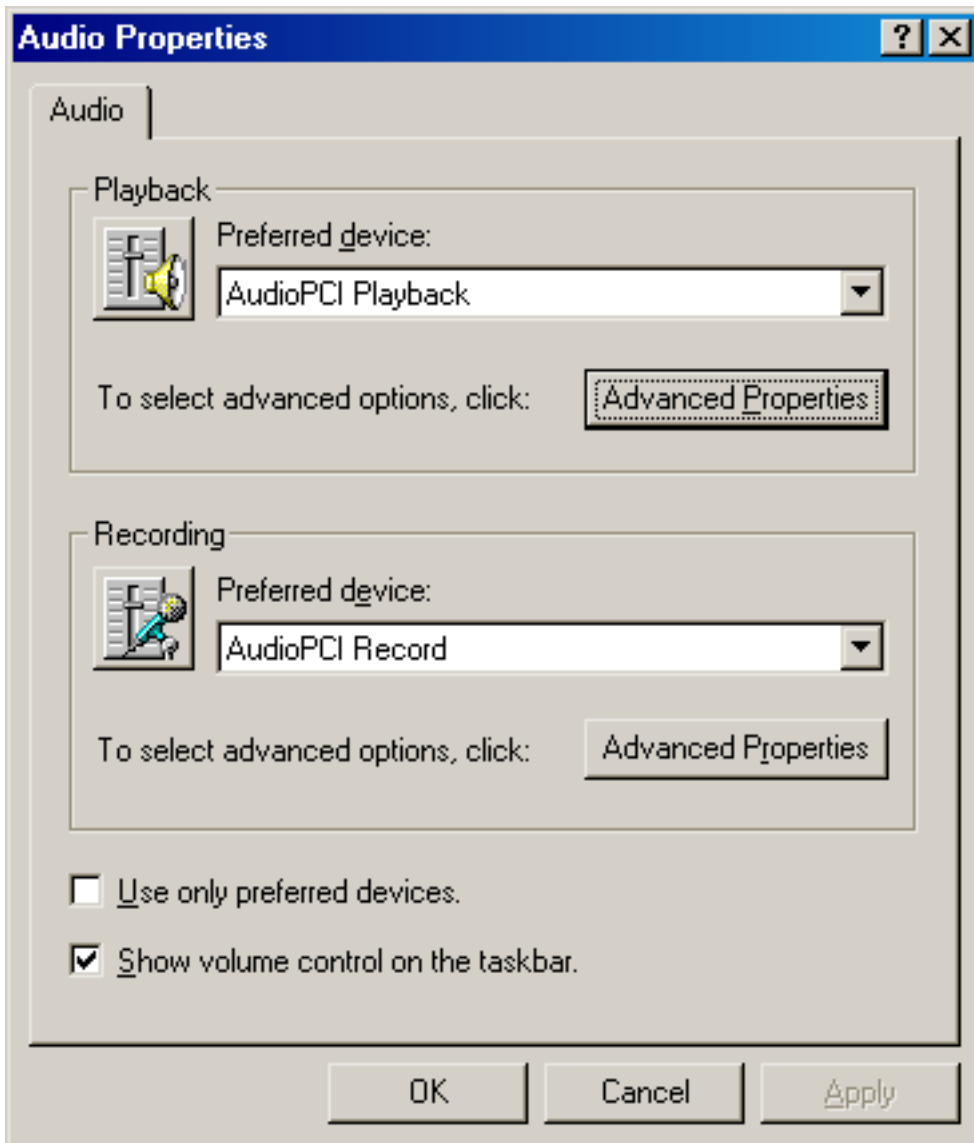 Audio Properties
Audio
Playback
Preferred device:
AudioPCI Playback
To select advanced options, click: Advanced Properties
Recording
Preferred device:
AudioPCI Record
To select advanced options, click: Advanced Properties
Use only preferred devices.
Show volume control on the taskbar.
OK Cancel Apply